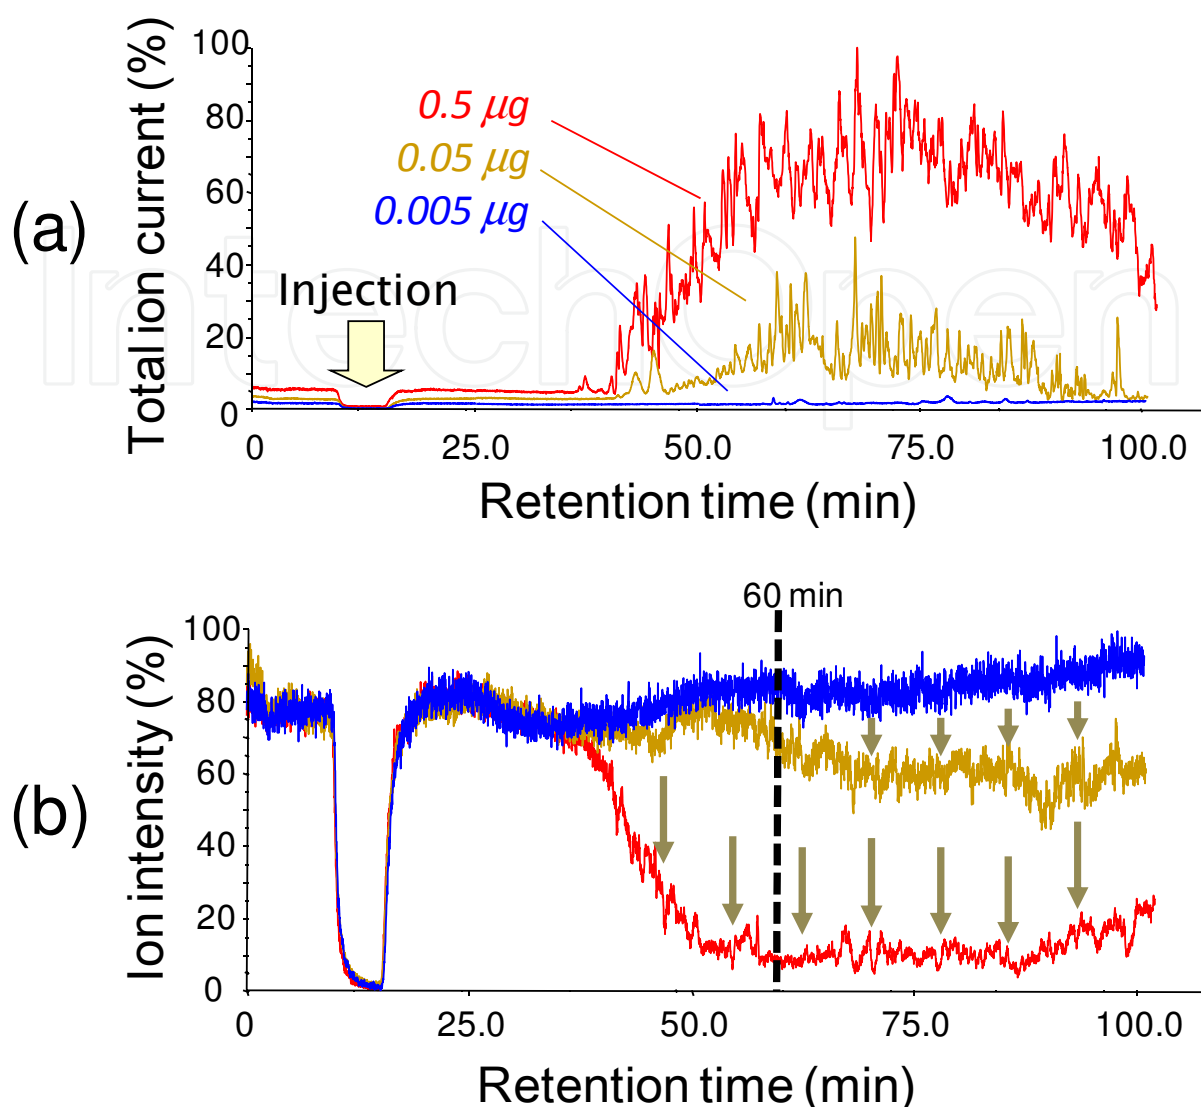 (a)
Total ion current (%)
100
80
60
40
20
0
0.5 µg
0.05 µg
0.005 µg
Injection
IntechOpen
0 25.0 50.0 75.0 100.0
Retention time (min)
(b)
Ion intensity (%)
60 min
100
80
60
40
20
0
0 25.0 50.0 75.0 100.0
Retention time (min)